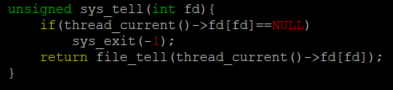 unsigned sys_tell(int fd){
    if(thread_current()->fd[fd]==NULL)
        sys_exit(-1);
    return file_tell(thread_current()->fd[fd]);
}